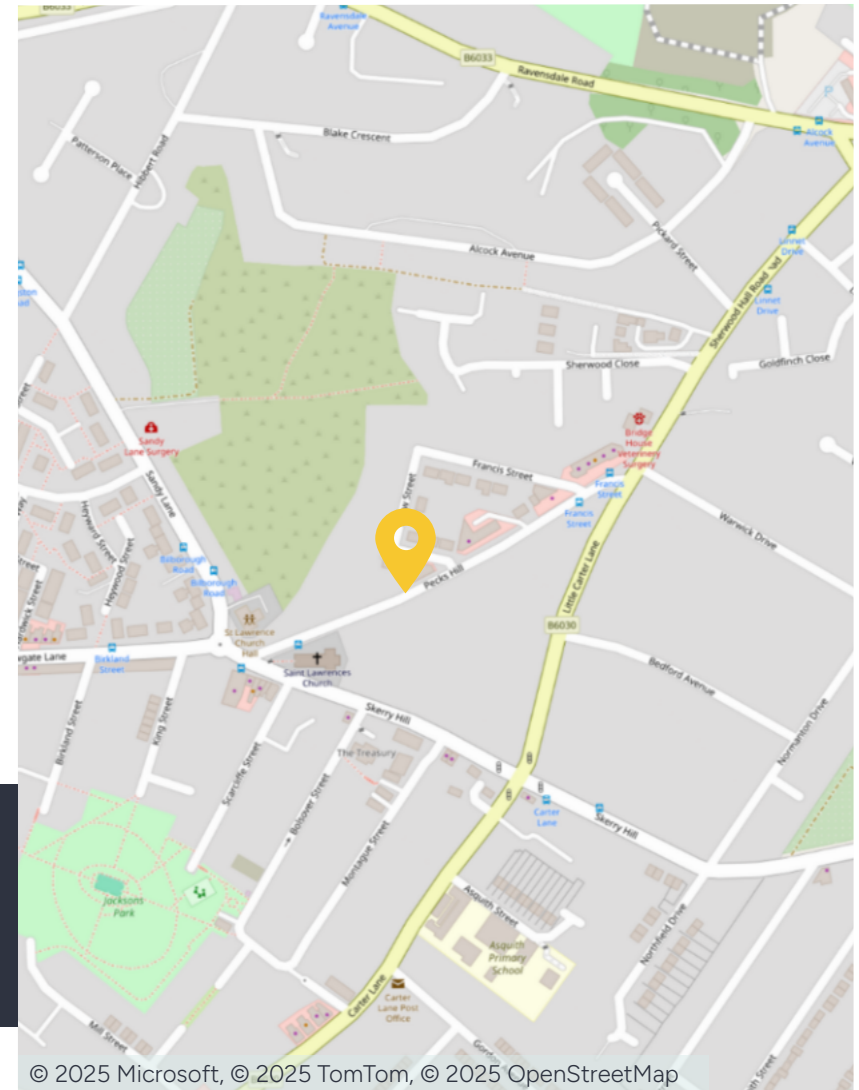 B6033
Ravensdale
Avenue
B6033
Ravensdale Road
Alcock
Avenue
Blake Crescent
Patterson Place
Hibbert Road
Pickard Street
Linnet
Drive
Alcock Avenue
Sherwood Hall Road
Linnet
Drive
Sherwood Close
Goldfinch Close
Sandy
Lane Surgery
Bridge
House
Veterinary
Surgery
Francis Street
Francis
Street
Francis
Street
Sandy Lane
Warwick Drive
Heyward Street
Heywood Street
Bilborough
Road
Bilborough
Road
Pecks Hill
Little Carter Lane
B6030
St Lawrence
Church
Hall
Saint Lawrences
Church
Birkland
Street
Bedford Avenue
Normanton Drive
Birkland Street
King Street
Skerry Hill
The Treasury
Scarcliffe Street
Bolsover Street
Montague Street
Carter
Lane
Skerry Hill
Jacksons
Park
Asquith Street
Asquith
Primary
School
Northfield Drive
Carter Lane
Carter
Lane Post
Office
Mill Street
© 2025 Microsoft, © 2025 TomTom, © 2025 OpenStreetMap